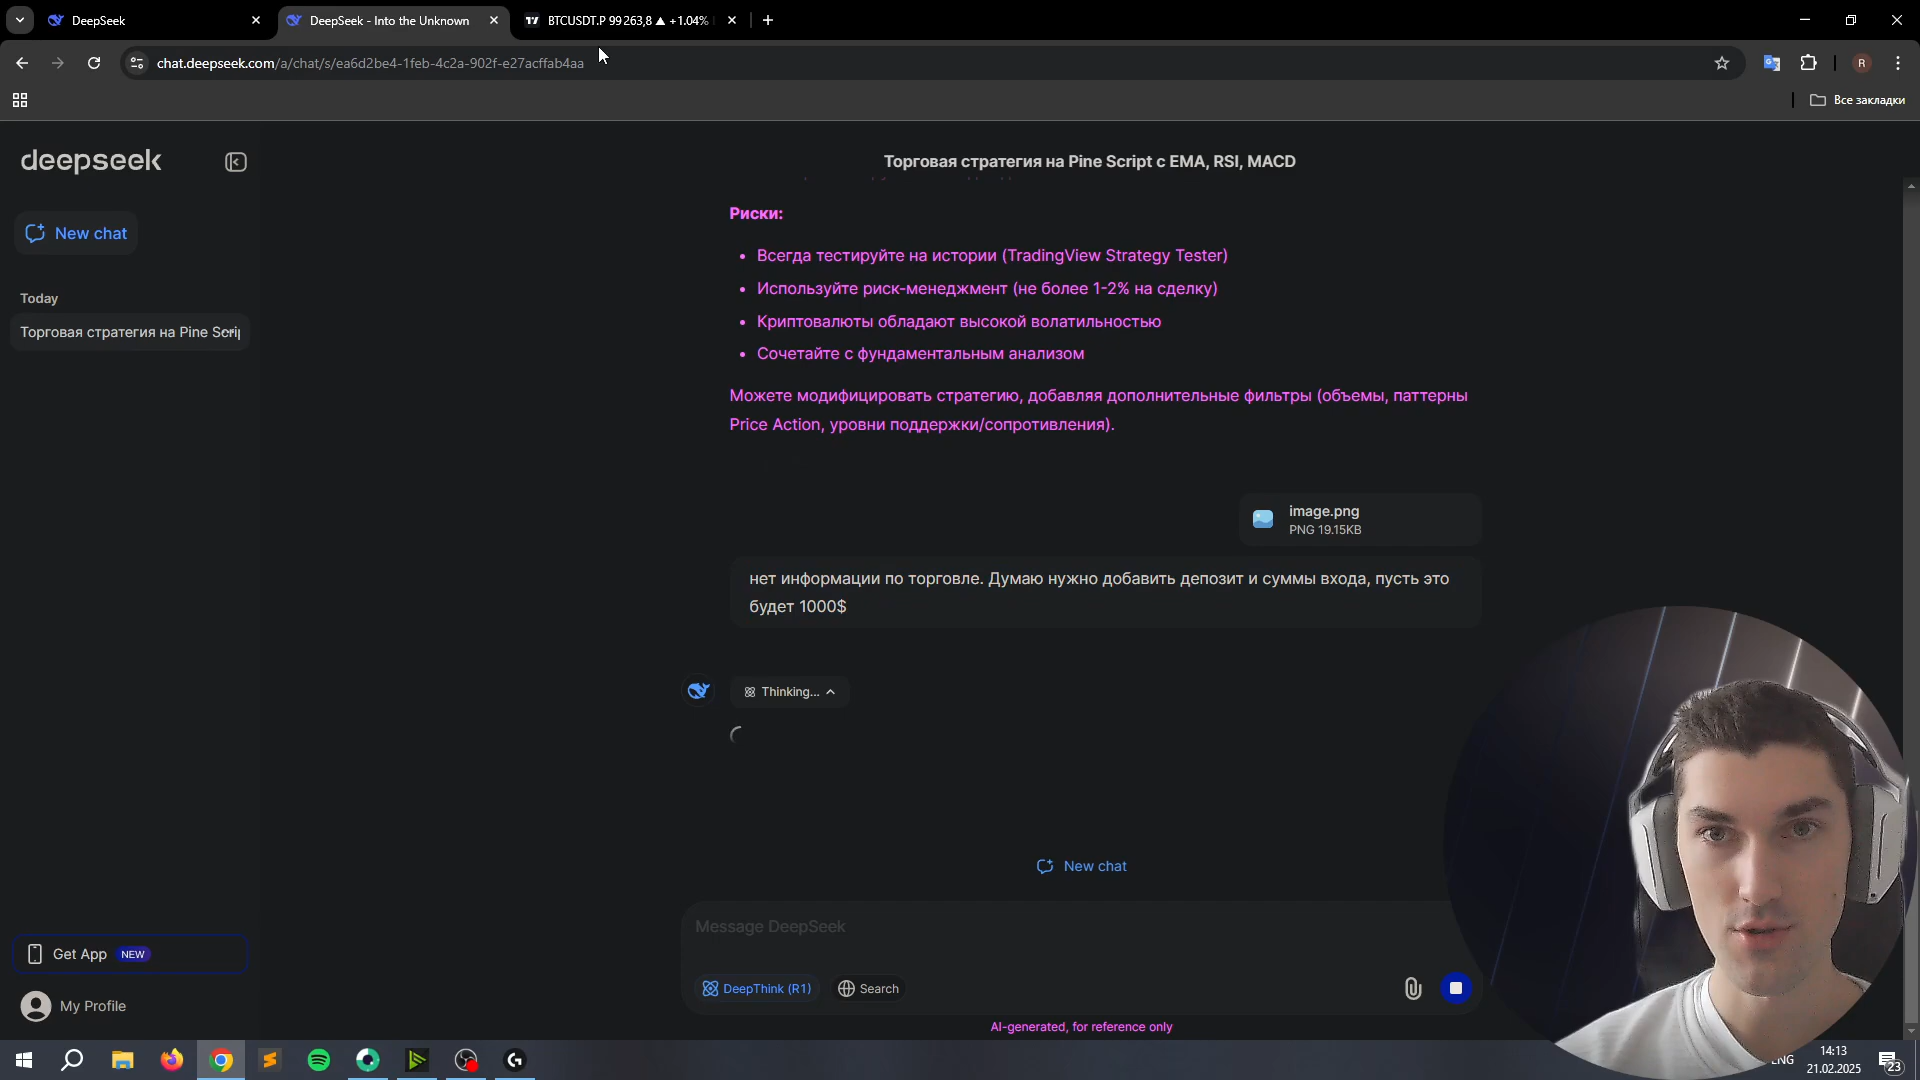 DeepSeek
DeepSeek - Into the Unknown
BTCUSDT.P 99 263,8 ▲ +1.04%
chat.deepseek.com/a/chat/s/ea6d2be4-1feb-4c2a-902f-e27acffab4aa
R
Все закладки
deepseek
New chat
Today
Торговая стратегия на Pine Scrip
Торговая стратегия на Pine Script с EMA, RSI, MACD
Риски:
• Всегда тестируйте на истории (TradingView Strategy Tester)
• Используйте риск-менеджмент (не более 1-2% на сделку)
• Криптовалюты обладают высокой волатильностью
• Сочетайте с фундаментальным анализом
Можете модифицировать стратегию, добавляя дополнительные фильтры (объемы, паттерны
Price Action, уровни поддержки/сопротивления).
image.png
PNG 19.15KB
нет информации по торговле. Думаю нужно добавить депозит и суммы входа, пусть это
будет 1000$
Thinking...
New chat
Message DeepSeek
DeepThink (R1)
Search
AI-generated, for reference only
Get App NEW
My Profile
ENG
14:13
21.02.2025
23